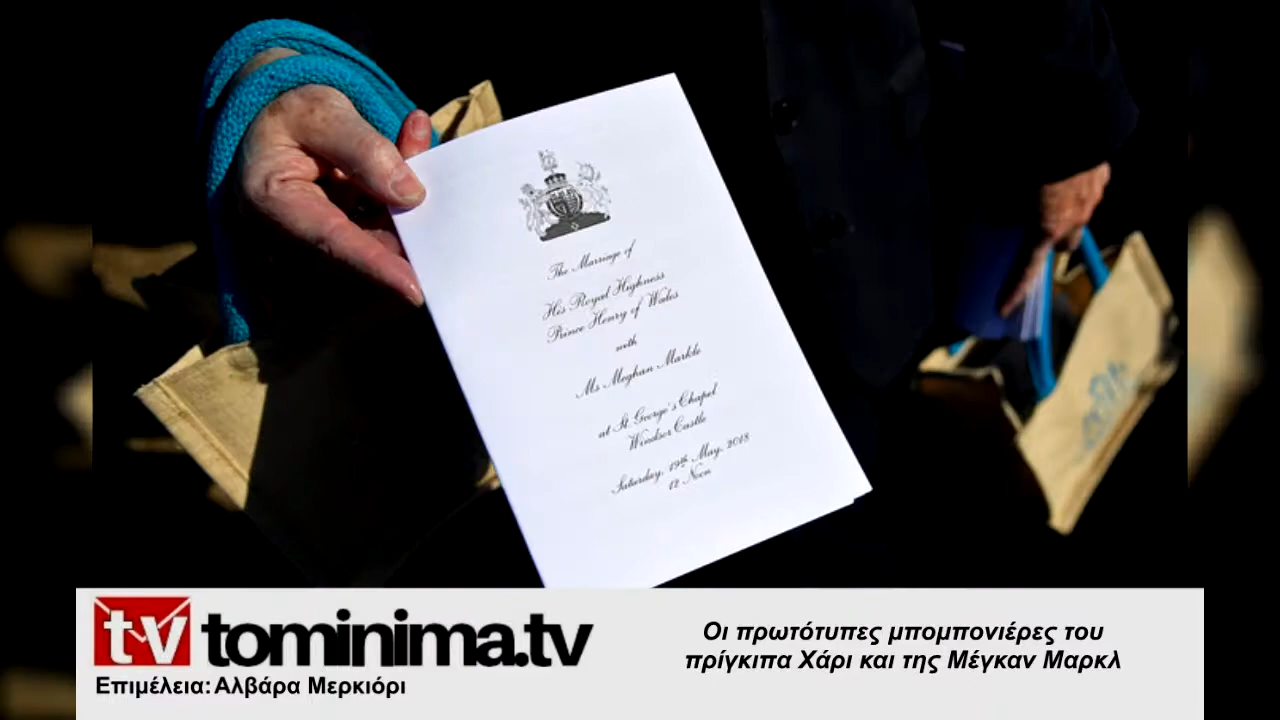 The Marriage of
His Royal Highness
Prince Henry of Wales
with
Ms Meghan Markle
at St George's Chapel
Windsor Castle
Saturday, 19th May, 2018
12 Noon
tv tominima.tv
Επιμέλεια: Αλβάρα Μερκιόρι
Οι πρωτότυπες μπομπονιέρες του
πρίγκιπα Χάρι και της Μέγκαν Μαρκλ